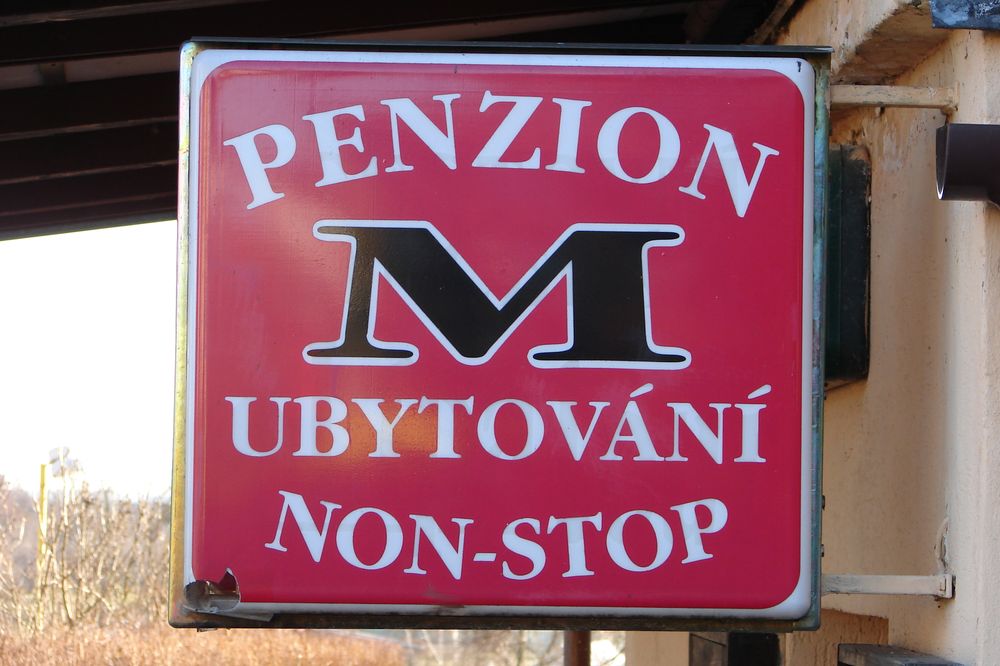 PENZION
M
UBYTOVÁNÍ
NON-STOP